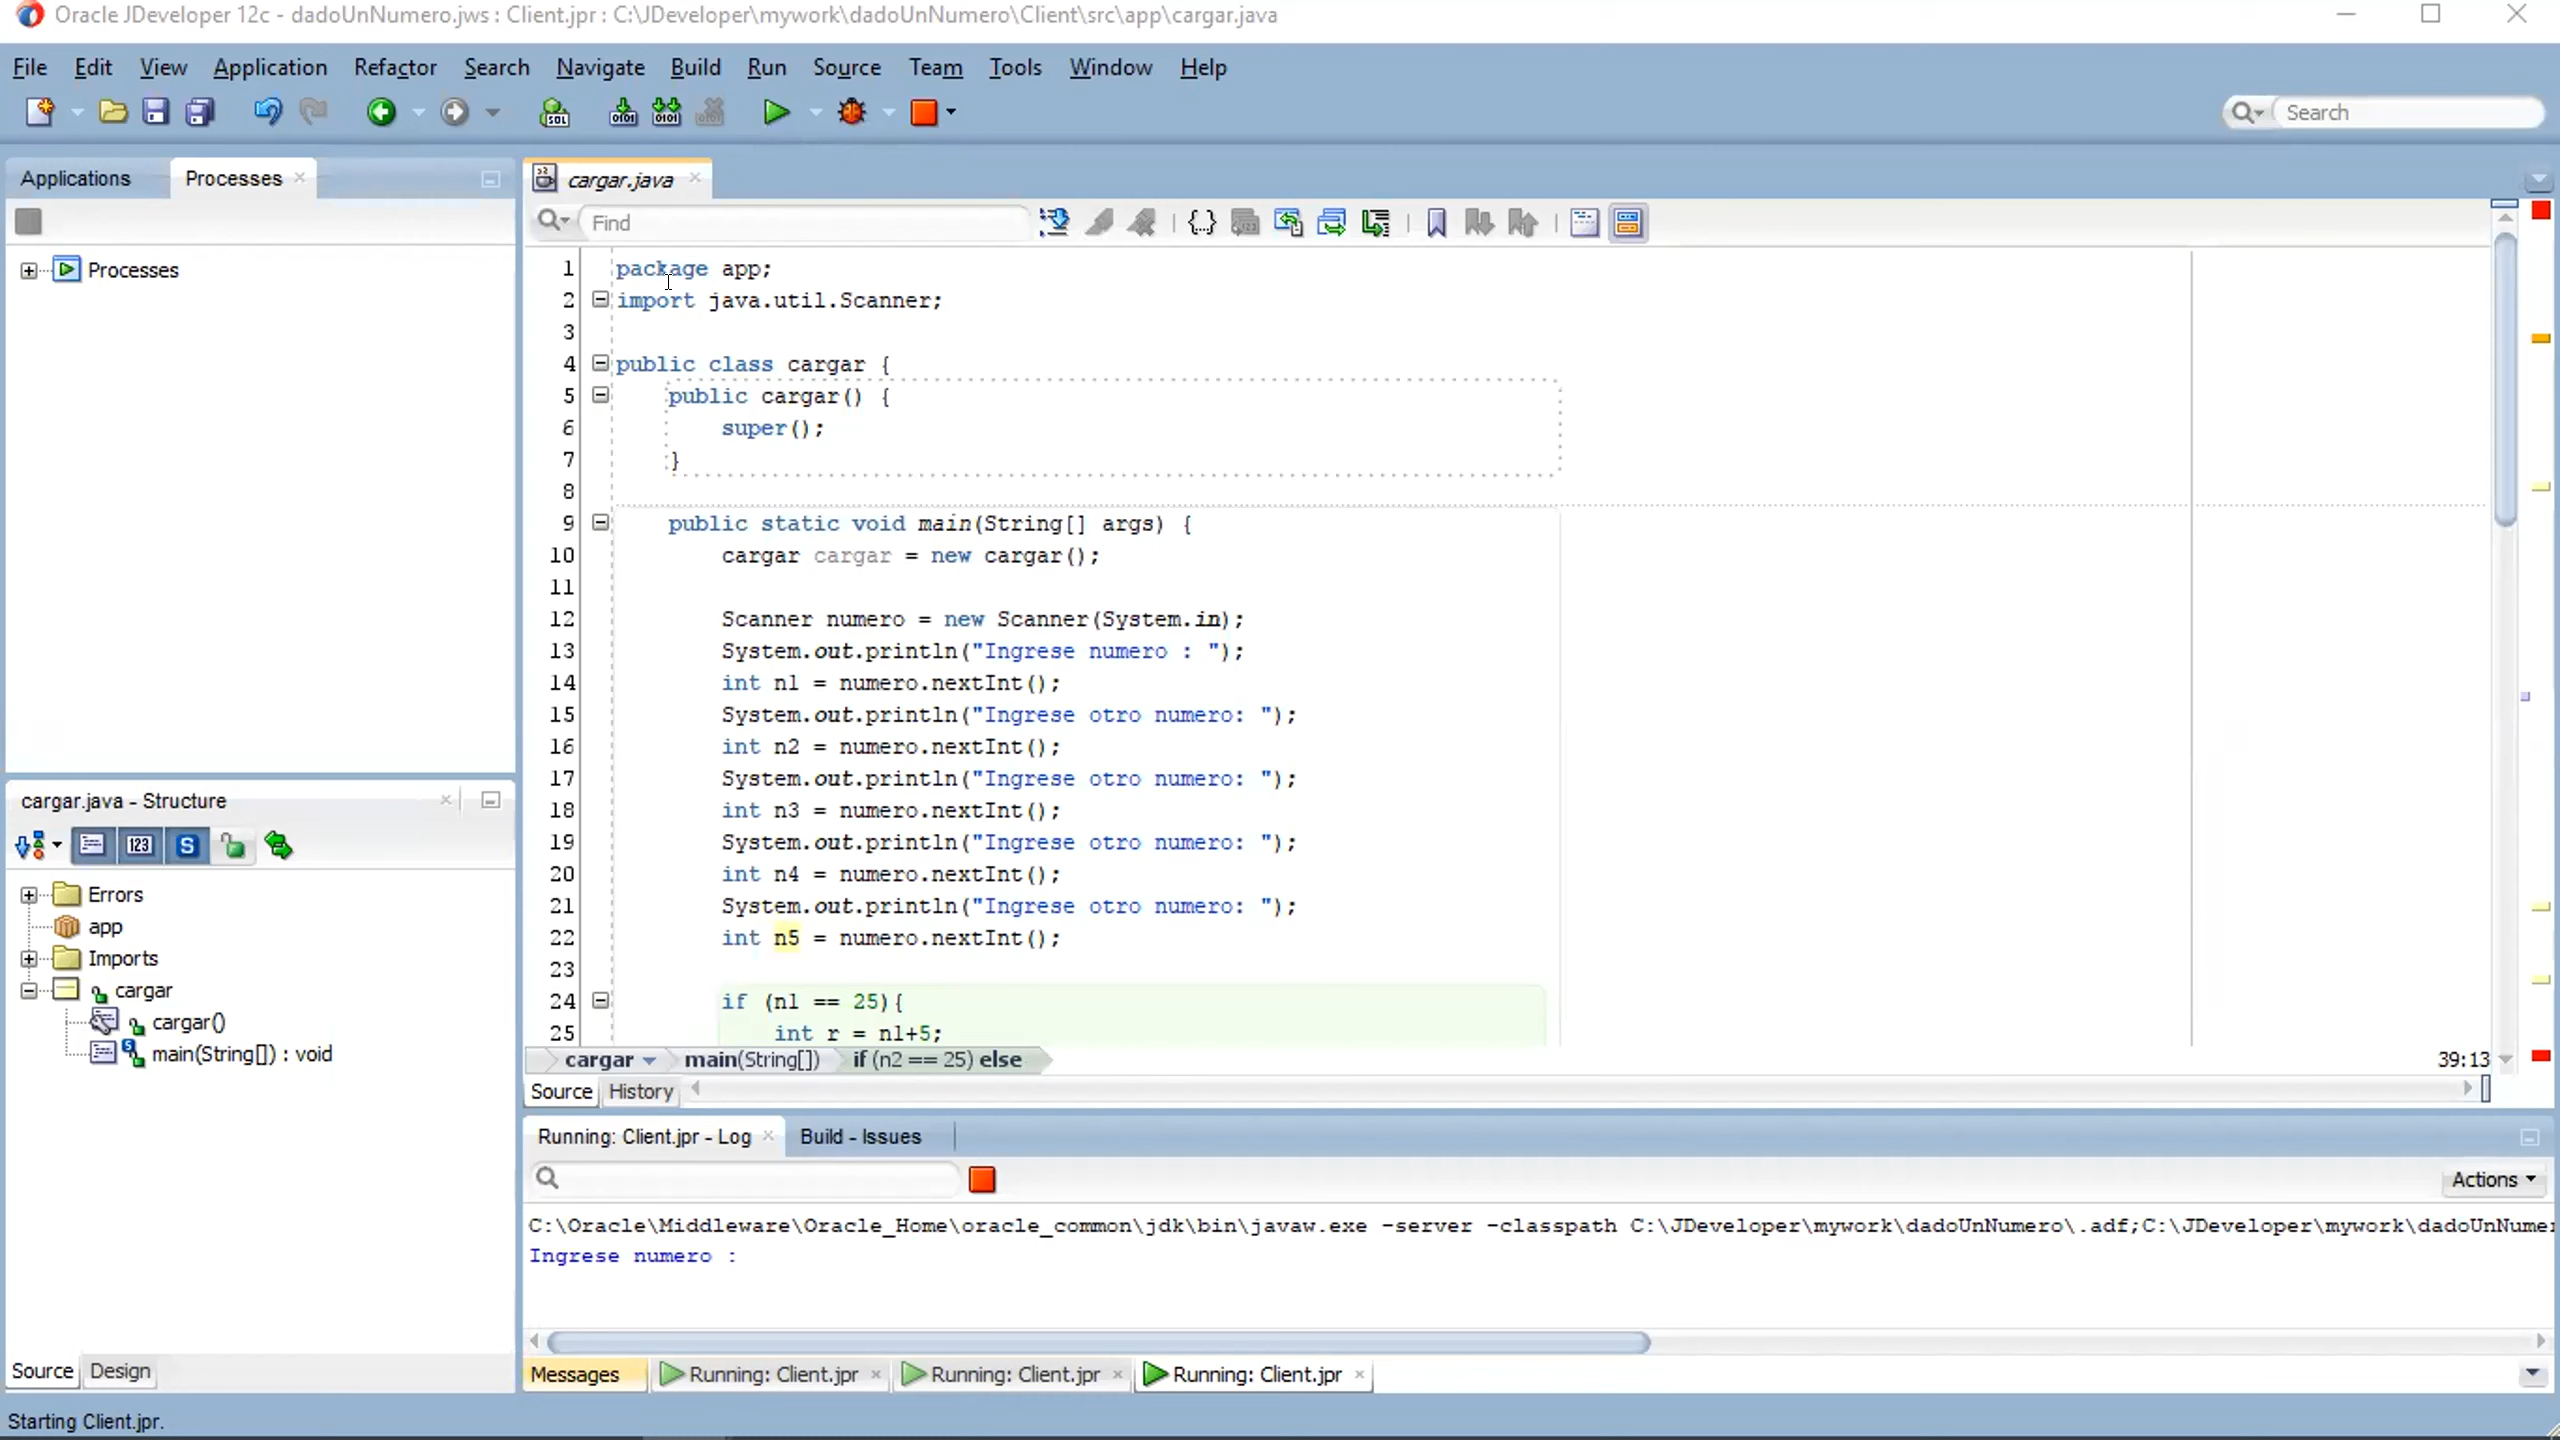 Oracle JDeveloper 12c - dadoUnNumero.jws : Client.jpr : C:\JDeveloper\mywork\dadoUnNumero\Client\src\app\cargar.java
File Edit View Application Refactor Search Navigate Build Run Source Team Tools Window Help
Search
Applications Processes
cargar.java
Find
Processes
1 package app;
2 import java.util.Scanner;
3
4 public class cargar {
5 public cargar() {
6 super();
7 }
8
9 public static void main(String[] args) {
10 cargar cargar = new cargar();
11
12 Scanner numero = new Scanner(System.in);
13 System.out.println("Ingrese numero : ");
14 int n1 = numero.nextInt();
15 System.out.println("Ingrese otro numero: ");
16 int n2 = numero.nextInt();
17 System.out.println("Ingrese otro numero: ");
18 int n3 = numero.nextInt();
19 System.out.println("Ingrese otro numero: ");
20 int n4 = numero.nextInt();
21 System.out.println("Ingrese otro numero: ");
22 int n5 = numero.nextInt();
23
24 if (n1 == 25){
25 int r = n1+5;
cargar main(String[]) if (n2 == 25) else
39:13
Source History
cargar.java - Structure
Errors
app
Imports
cargar
cargar()
main(String[]) : void
Source Design
Running: Client.jpr - Log Build - Issues
Actions
C:\Oracle\Middleware\Oracle_Home\oracle_common\jdk\bin\javaw.exe -server -classpath C:\JDeveloper\mywork\dadoUnNumero\.adf;C:\JDeveloper\mywork\dadoUnNumer
Ingrese numero :
Messages Running: Client.jpr Running: Client.jpr Running: Client.jpr
Starting Client.jpr.